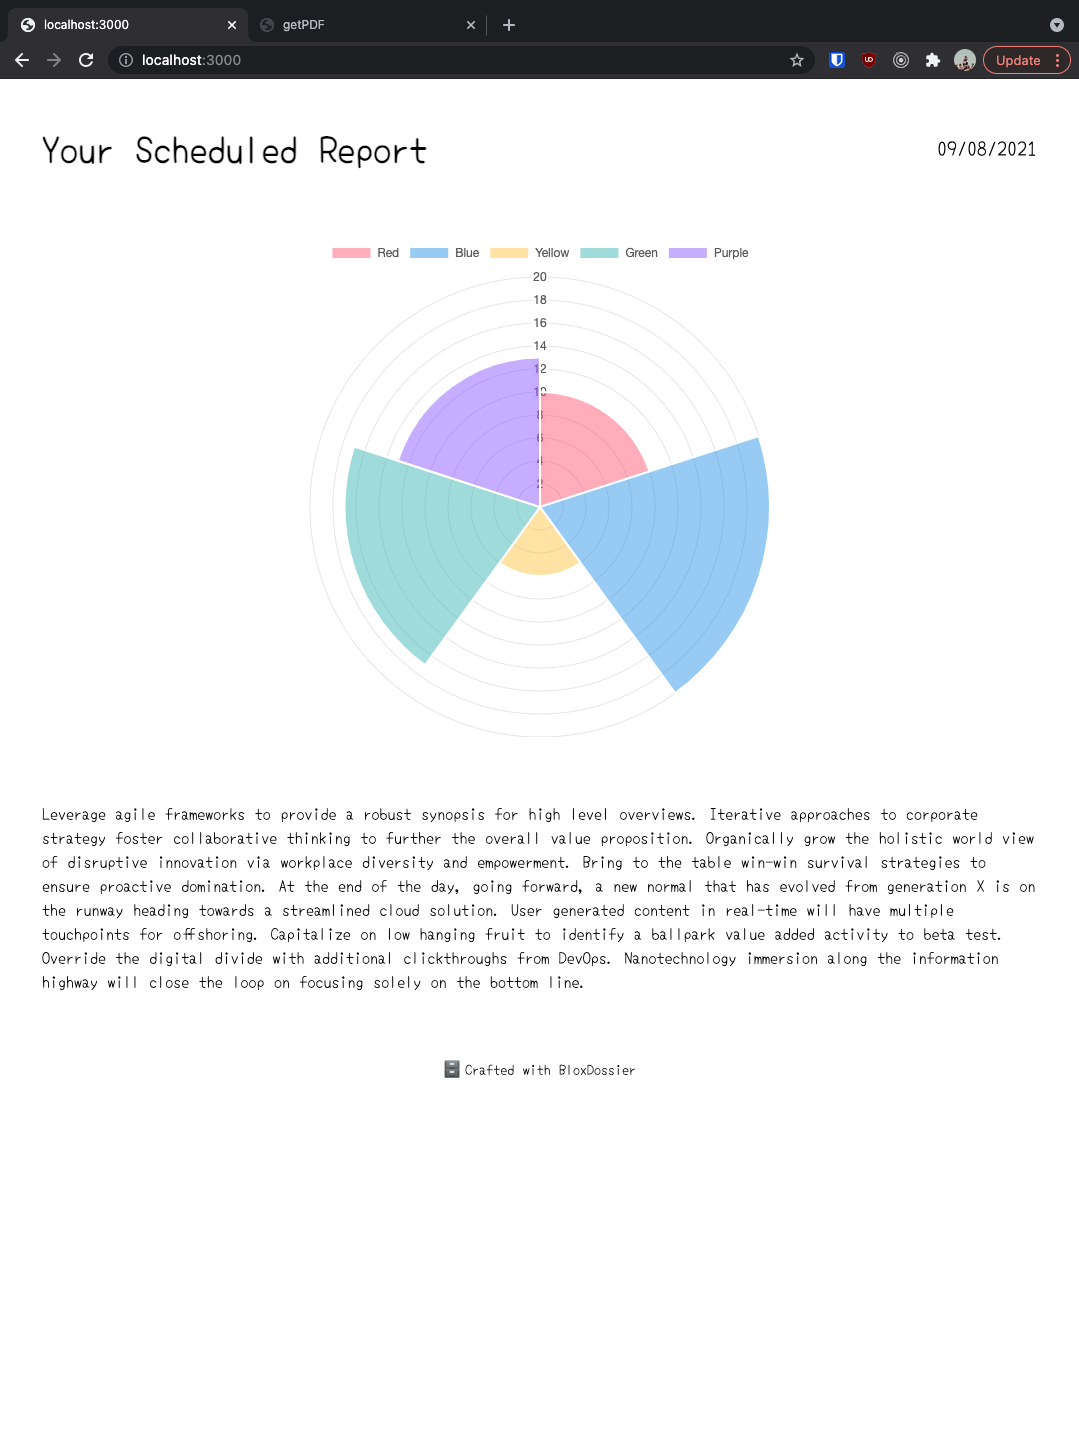 localhost:3000
getPDF
localhost:3000
Update
Your Scheduled Report
09/08/2021
Red Blue Yellow Green Purple
20
18
16
14
12
10
8
6
4
2
Leverage agile frameworks to provide a robust synopsis for high level overviews. Iterative approaches to corporate
strategy foster collaborative thinking to further the overall value proposition. Organically grow the holistic world view
of disruptive innovation via workplace diversity and empowerment. Bring to the table win-win survival strategies to
ensure proactive domination. At the end of the day, going forward, a new normal that has evolved from generation X is on
the runway heading towards a streamlined cloud solution. User generated content in real-time will have multiple
touchpoints for offshoring. Capitalize on low hanging fruit to identify a ballpark value added activity to beta test.
Override the digital divide with additional clickthroughs from DevOps. Nanotechnology immersion along the information
highway will close the loop on focusing solely on the bottom line.
Crafted with BloxDossier